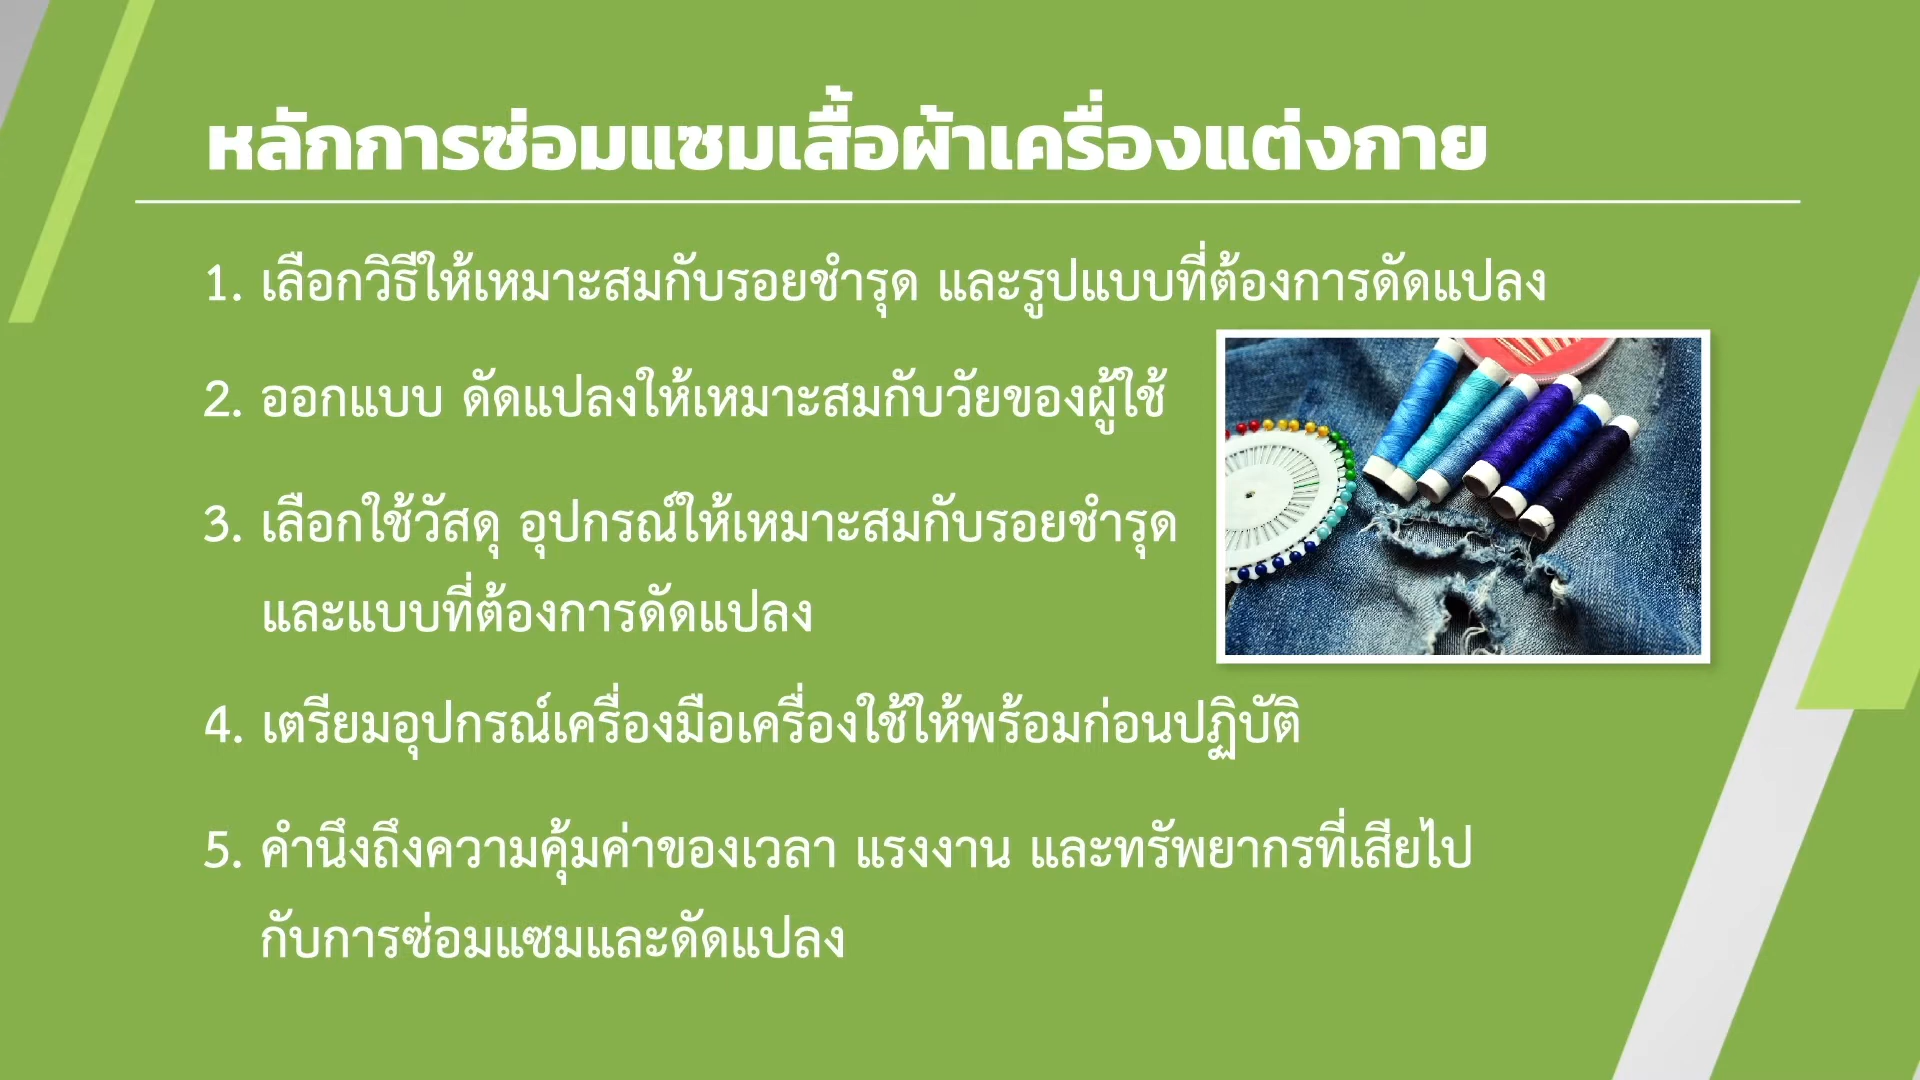 หลักการซ่อมแซมเสื้อผ้าเครื่องแต่งกาย
1. เลือกวิธีให้เหมาะสมกับรอยชำรุด และรูปแบบที่ต้องการดัดแปลง
2. ออกแบบ ดัดแปลงให้เหมาะสมกับวัยของผู้ใช้
3. เลือกใช้วัสดุ อุปกรณ์ให้เหมาะสมกับรอยชำรุด
และแบบที่ต้องการดัดแปลง
4. เตรียมอุปกรณ์เครื่องมือเครื่องใช้ให้พร้อมก่อนปฏิบัติ
5. คำนึงถึงความคุ้มค่าของเวลา แรงงาน และทรัพยากรที่เสียไป
กับการซ่อมแซมและดัดแปลง